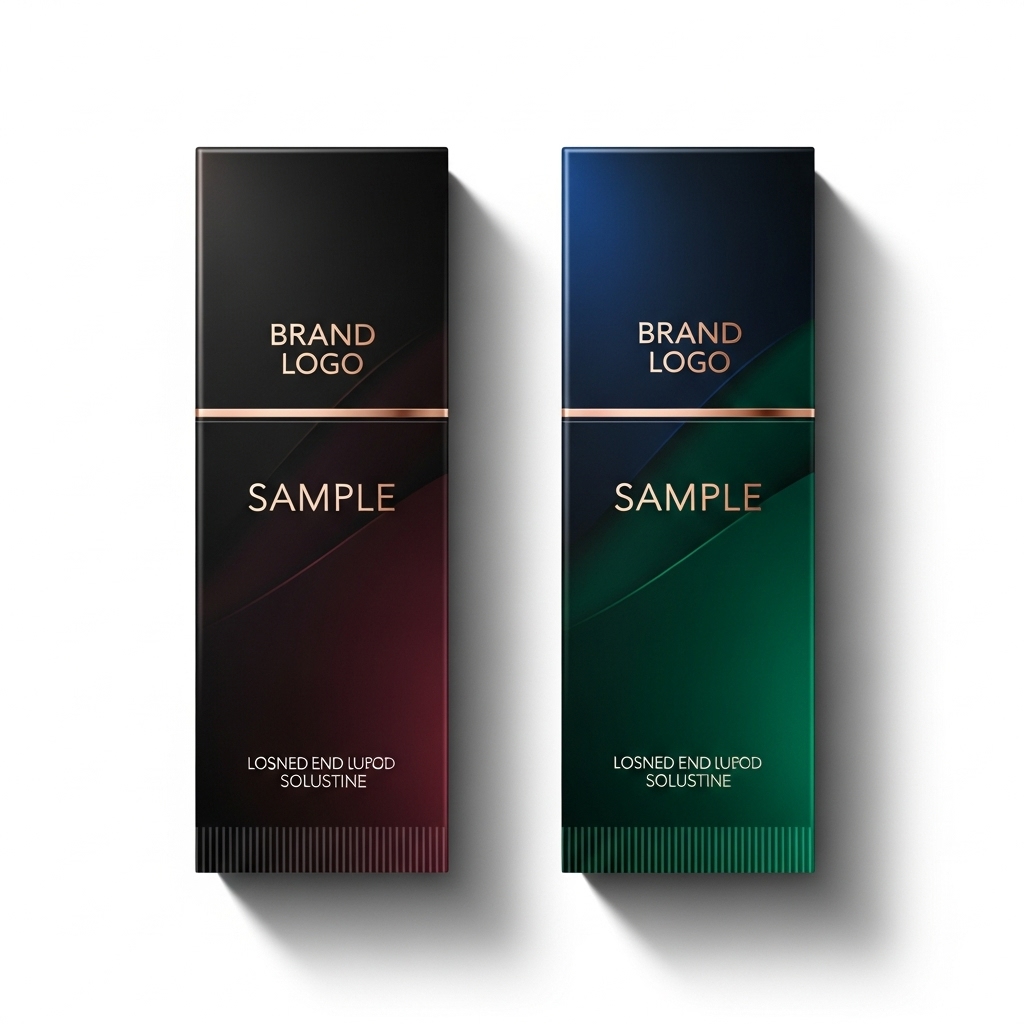 BRAND
LOGO
SAMPLE
LOSNED END LUPOD
SOLUSTINE
BRAND
LOGO
SAMPLE
LOSNED END LUPOD
SOLUSTINE